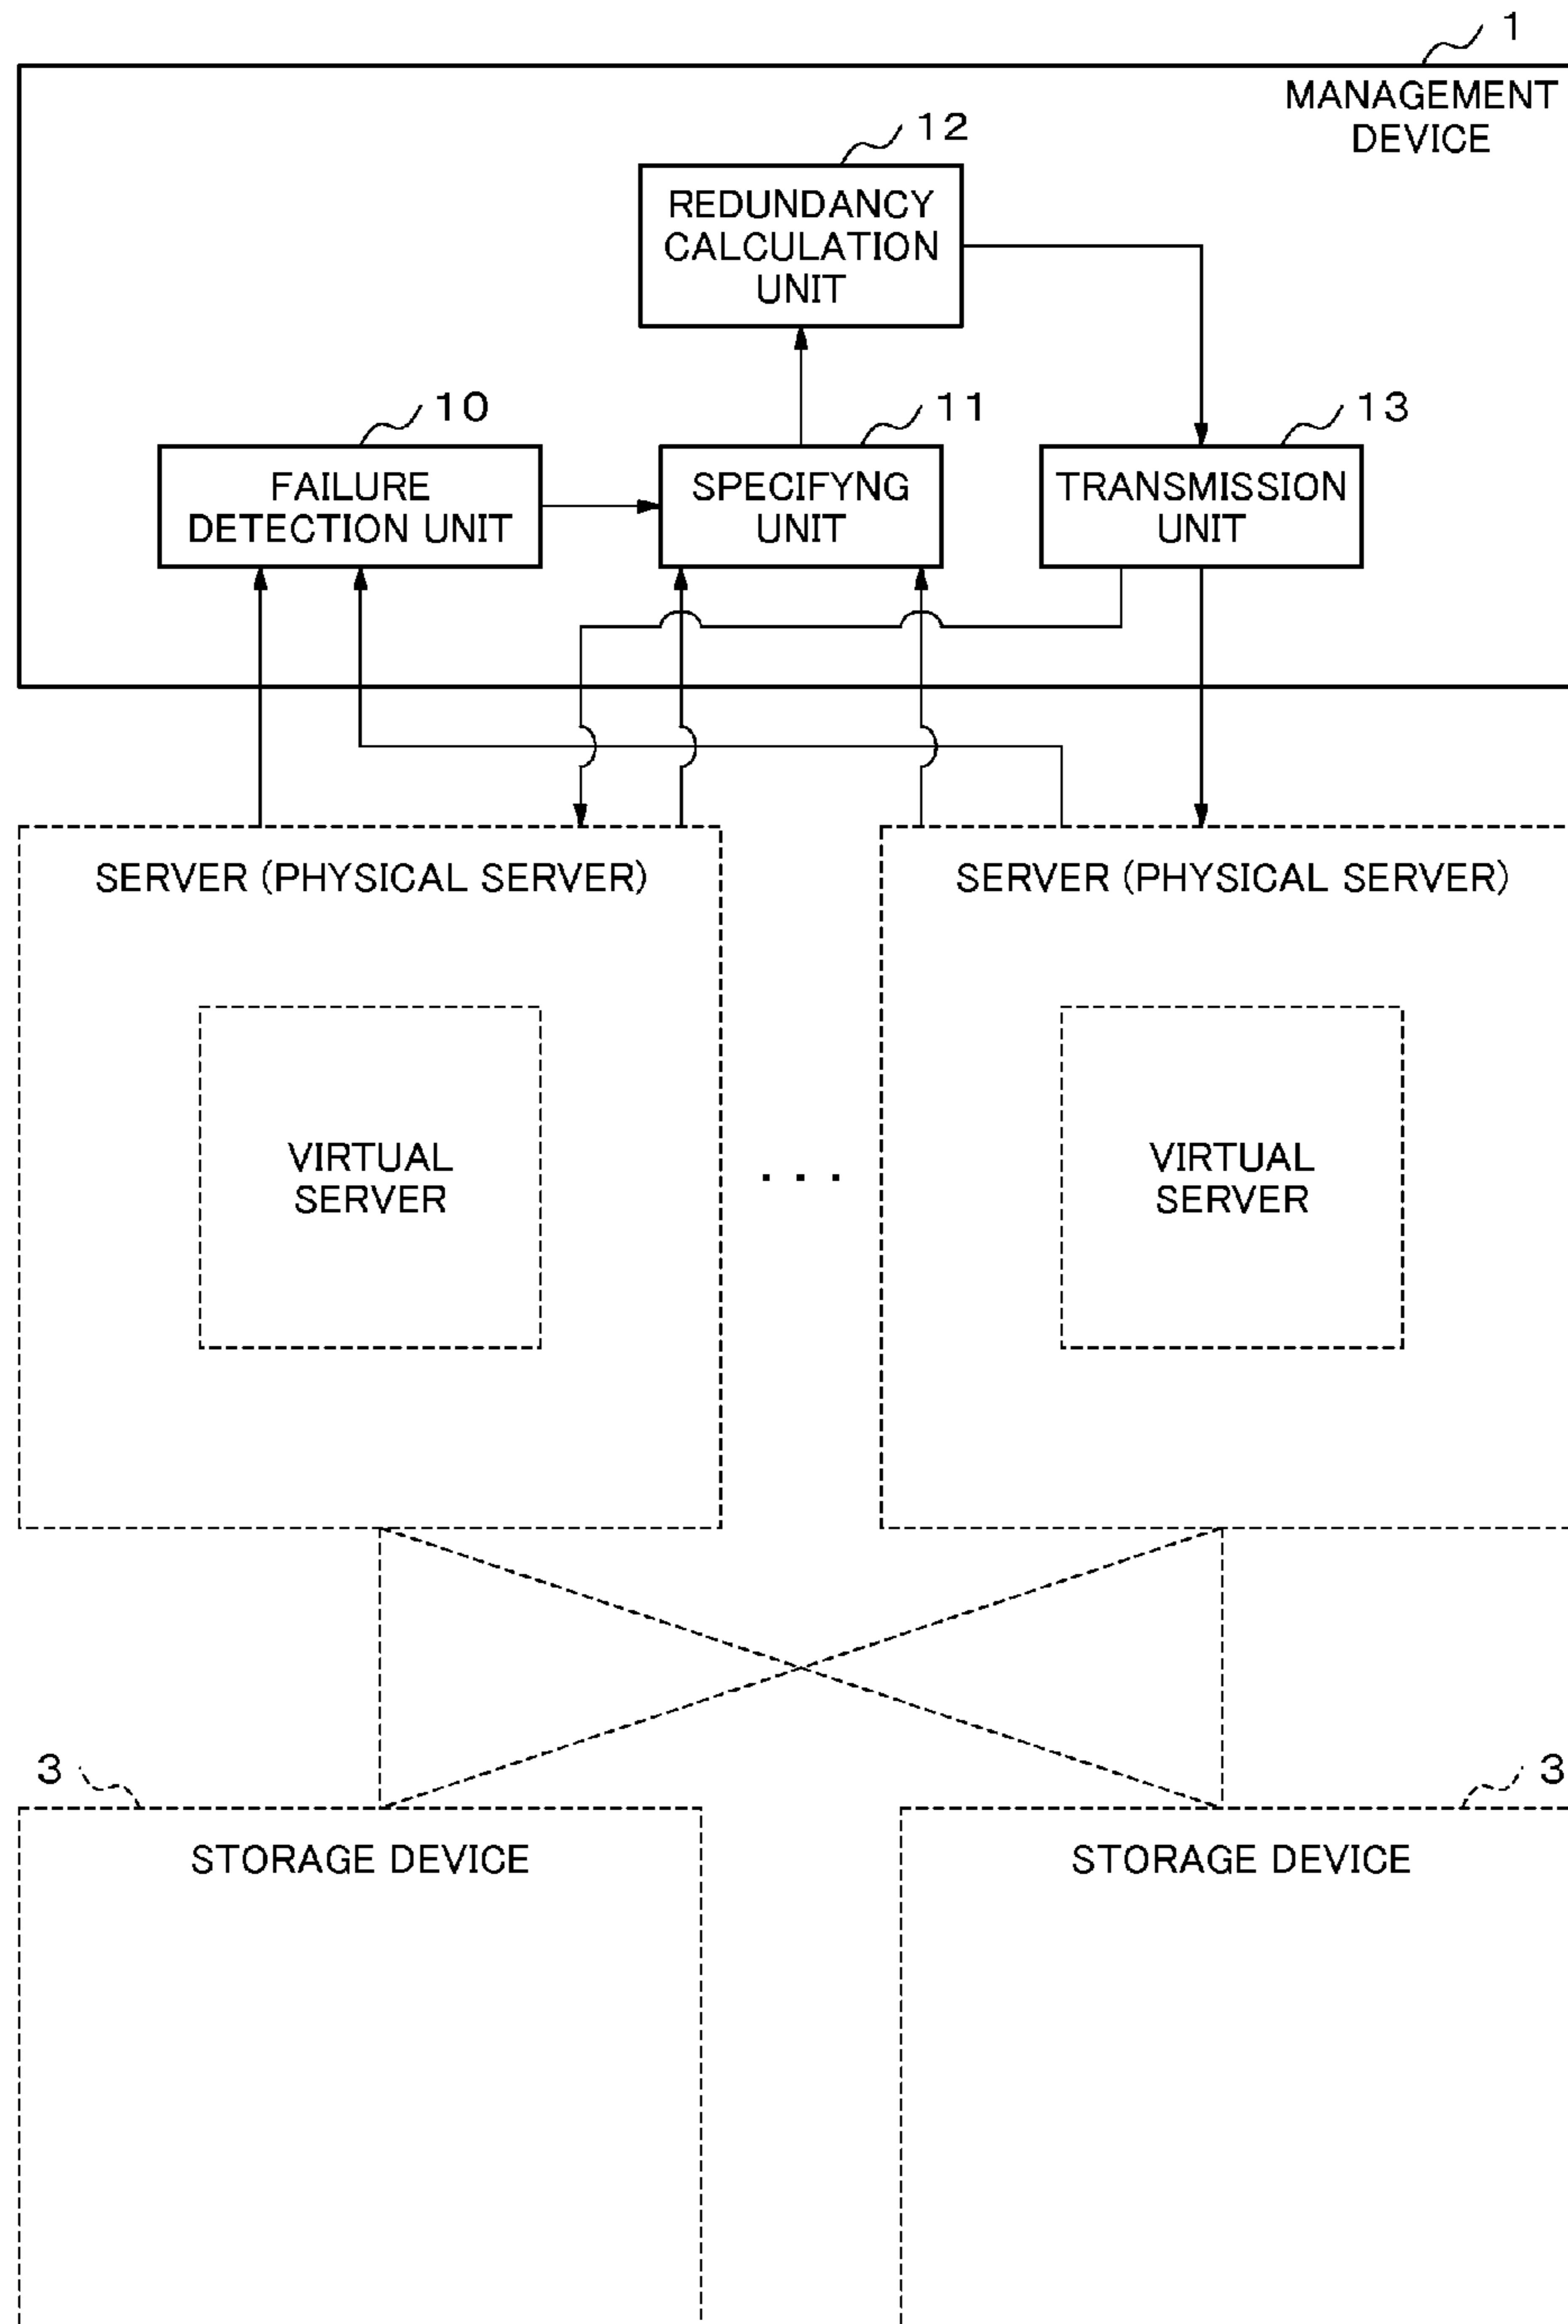 1
MANAGEMENT
DEVICE
12
REDUNDANCY
CALCULATION
UNIT
10
11
13
FAILURE
DETECTION UNIT
SPECIFYNG
UNIT
TRANSMISSION
UNIT
SERVER (PHYSICAL SERVER)
SERVER (PHYSICAL SERVER)
VIRTUAL
SERVER
. . .
VIRTUAL
SERVER
3
3
STORAGE DEVICE
STORAGE DEVICE